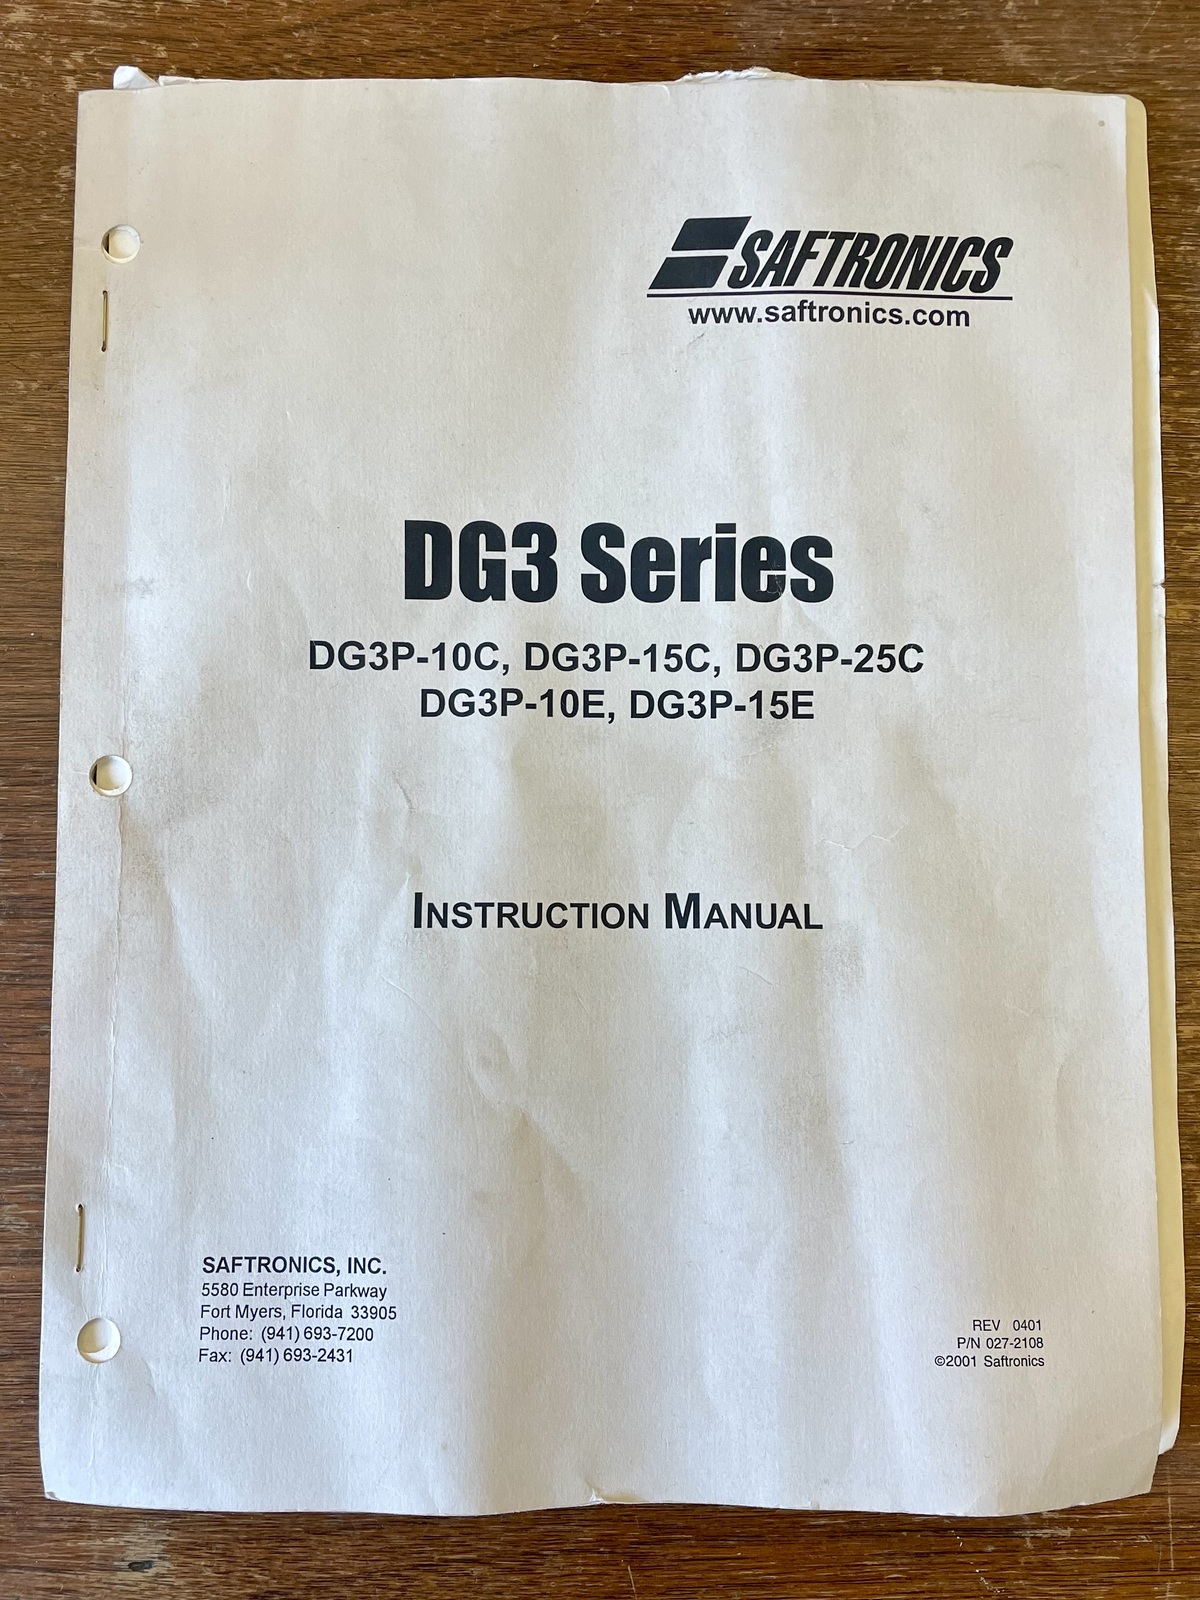 SAFTRONICS
www.saftronics.com
DG3 Series
DG3P-10C, DG3P-15C, DG3P-25C
DG3P-10E, DG3P-15E
INSTRUCTION MANUAL
SAFTRONICS, INC.
5580 Enterprise Parkway
Fort Myers, Florida 33905
Phone: (941) 693-7200
Fax: (941) 693-2431
REV 0401
P/N 027-2108
©2001 Saftronics